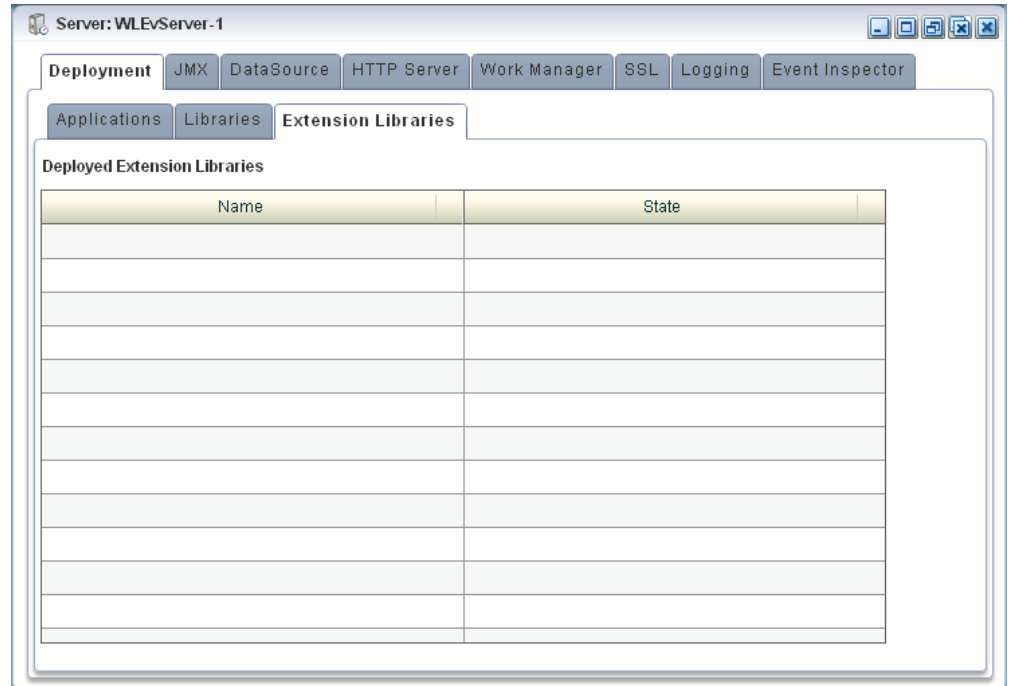 Server: WLEvServer-1
Deployment JMX DataSource HTTP Server Work Manager SSL Logging Event Inspector
Applications Libraries Extension Libraries
Deployed Extension Libraries
Name State